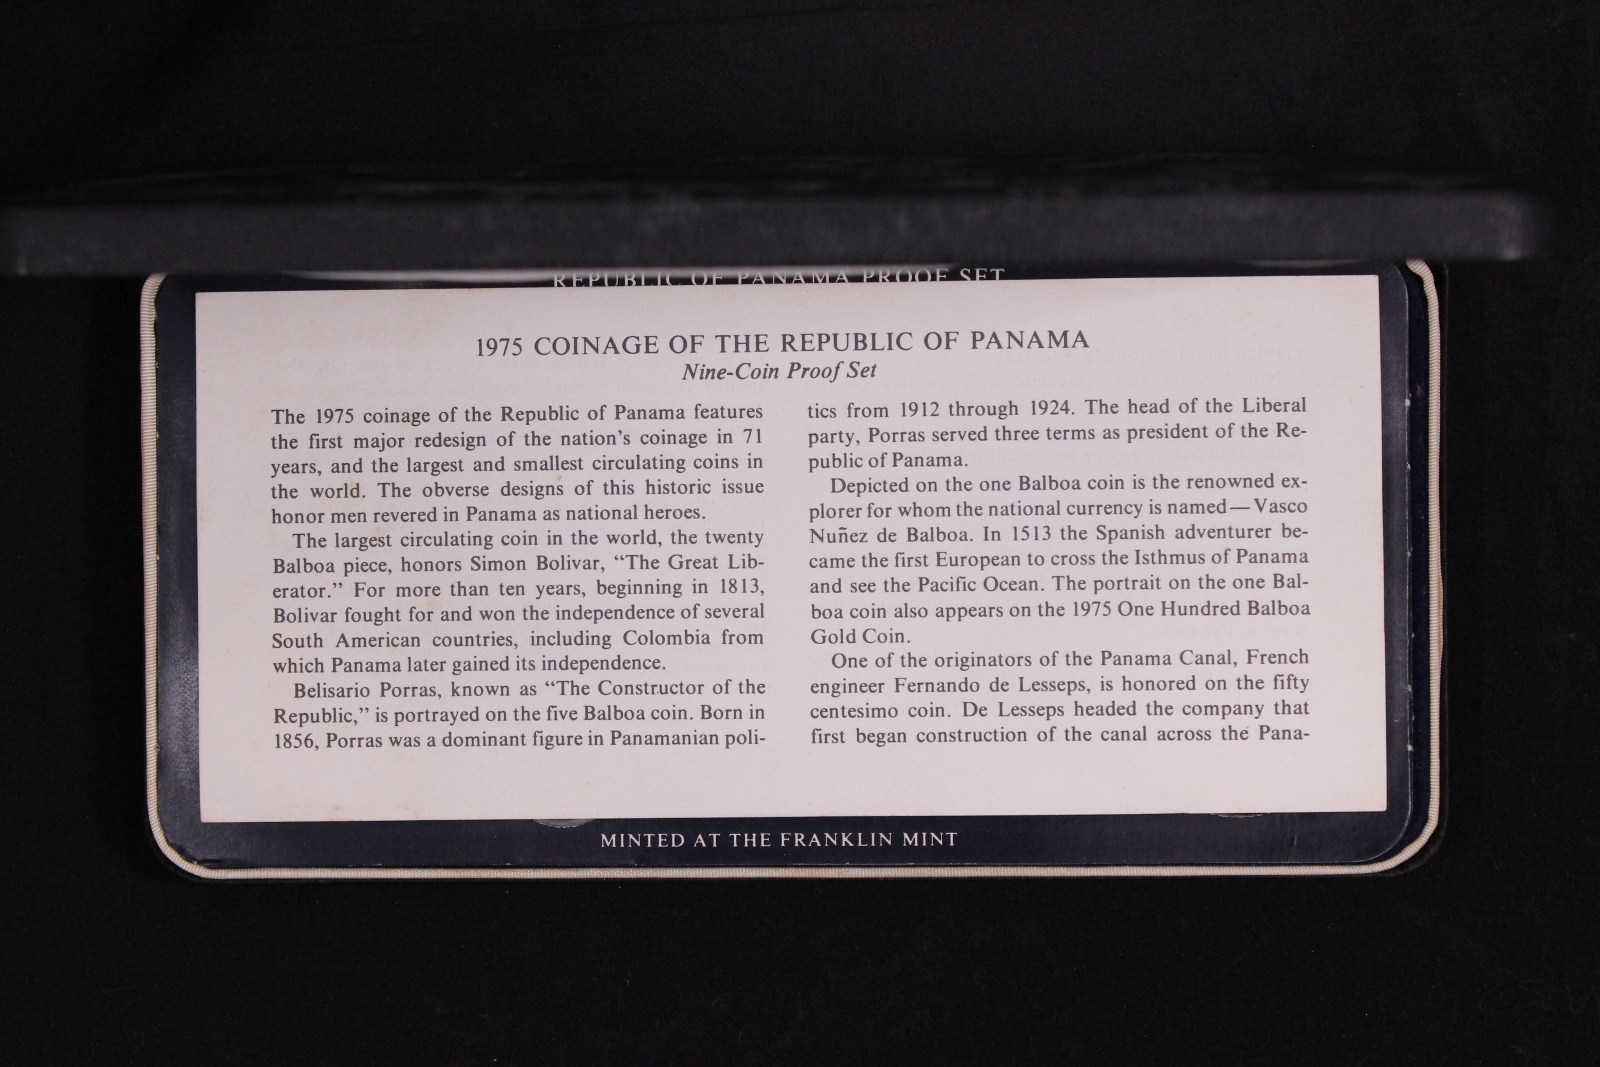 REPUBLIC OF PANAMA PROOF SET
1975 COINAGE OF THE REPUBLIC OF PANAMA
Nine-Coin Proof Set
The 1975 coinage of the Republic of Panama features
the first major redesign of the nation's coinage in 71
years, and the largest and smallest circulating coins in
the world. The obverse designs of this historic issue
honor men revered in Panama as national heroes.
The largest circulating coin in the world, the twenty
Balboa piece, honors Simon Bolivar, “The Great Lib-
erator.” For more than ten years, beginning in 1813,
Bolivar fought for and won the independence of several
South American countries, including Colombia from
which Panama later gained its independence.
Belisario Porras, known as “The Constructor of the
Republic,” is portrayed on the five Balboa coin. Born in
1856, Porras was a dominant figure in Panamanian poli-
tics from 1912 through 1924. The head of the Liberal
party, Porras served three terms as president of the Re-
public of Panama.
Depicted on the one Balboa coin is the renowned ex-
plorer for whom the national currency is named—Vasco
Nuñez de Balboa. In 1513 the Spanish adventurer be-
came the first European to cross the Isthmus of Panama
and see the Pacific Ocean. The portrait on the one Bal-
boa coin also appears on the 1975 One Hundred Balboa
Gold Coin.
One of the originators of the Panama Canal, French
engineer Fernando de Lesseps, is honored on the fifty
centesimo coin. De Lesseps headed the company that
first began construction of the canal across the Pana-
MINTED AT THE FRANKLIN MINT